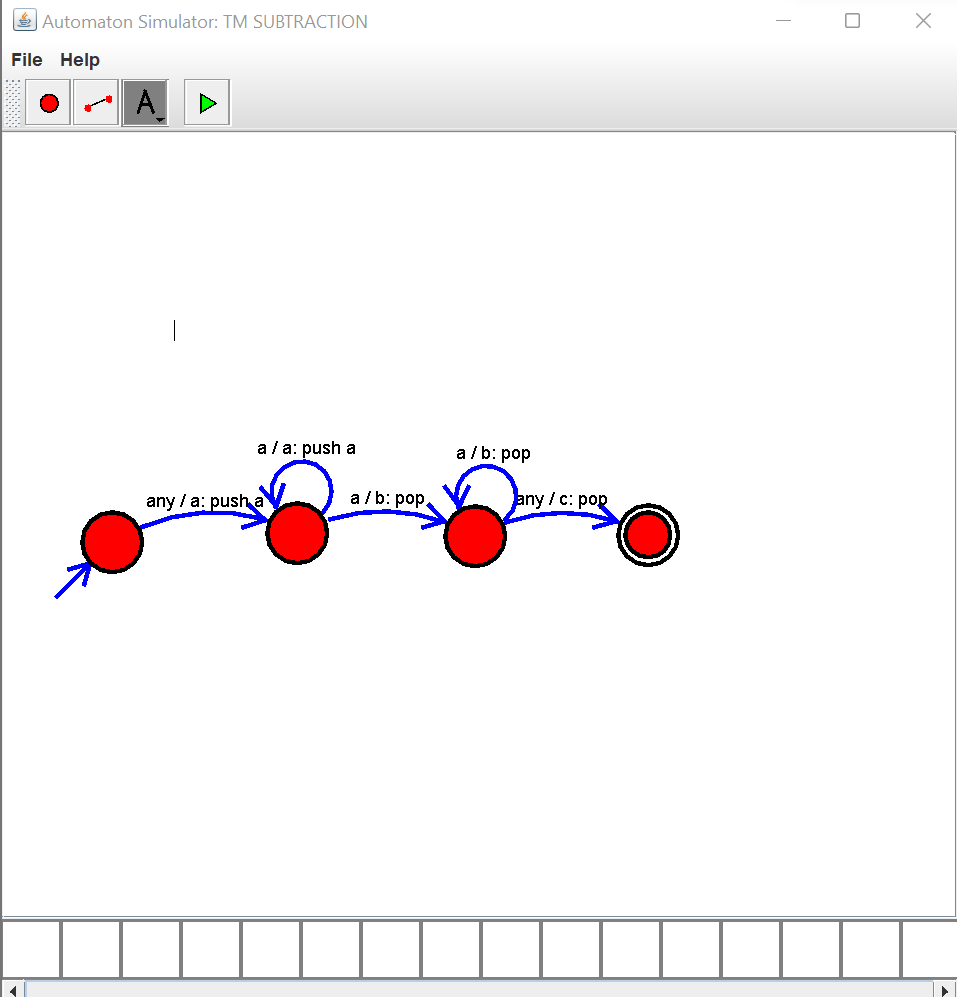 Automaton Simulator: TM SUBTRACTION
File Help
A
a / a: push a
a / b: pop
any / a: push a
a / b: pop
any / c: pop